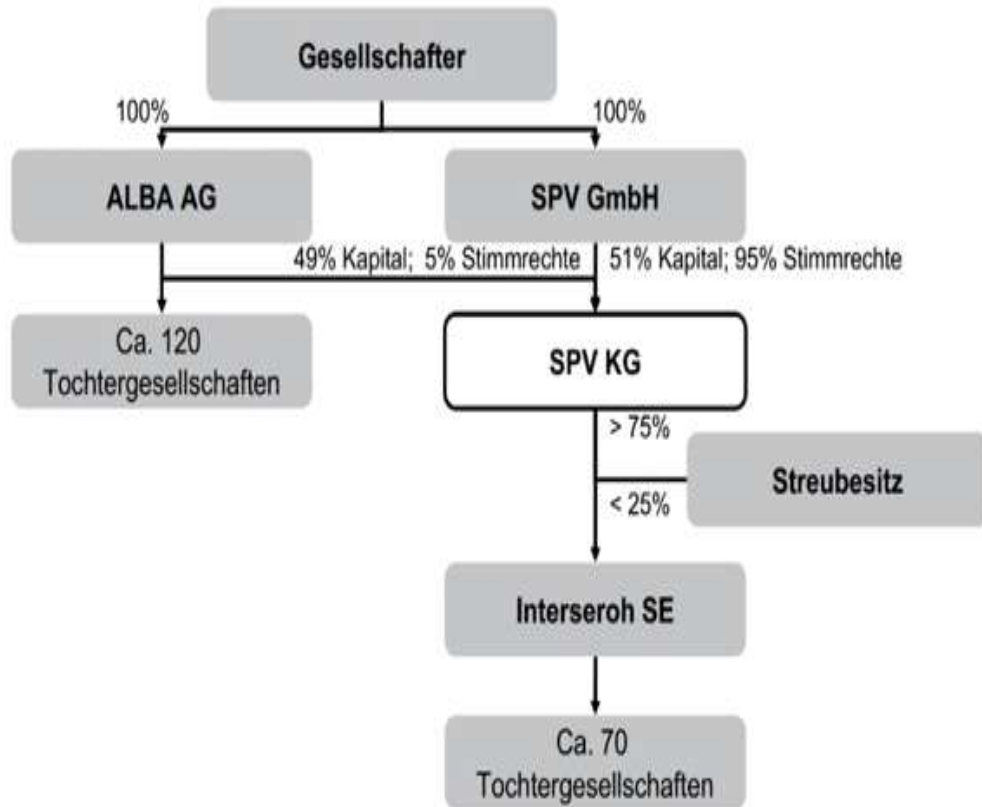 Gesellschafter
100%
100%
ALBA AG
SPV GmbH
49% Kapital; 5% Stimmrechte
51% Kapital; 95% Stimmrechte
Ca. 120
Tochtergesellschaften
SPV KG
> 75%
Streubesitz
< 25%
Interseroh SE
Ca. 70
Tochtergesellschaften